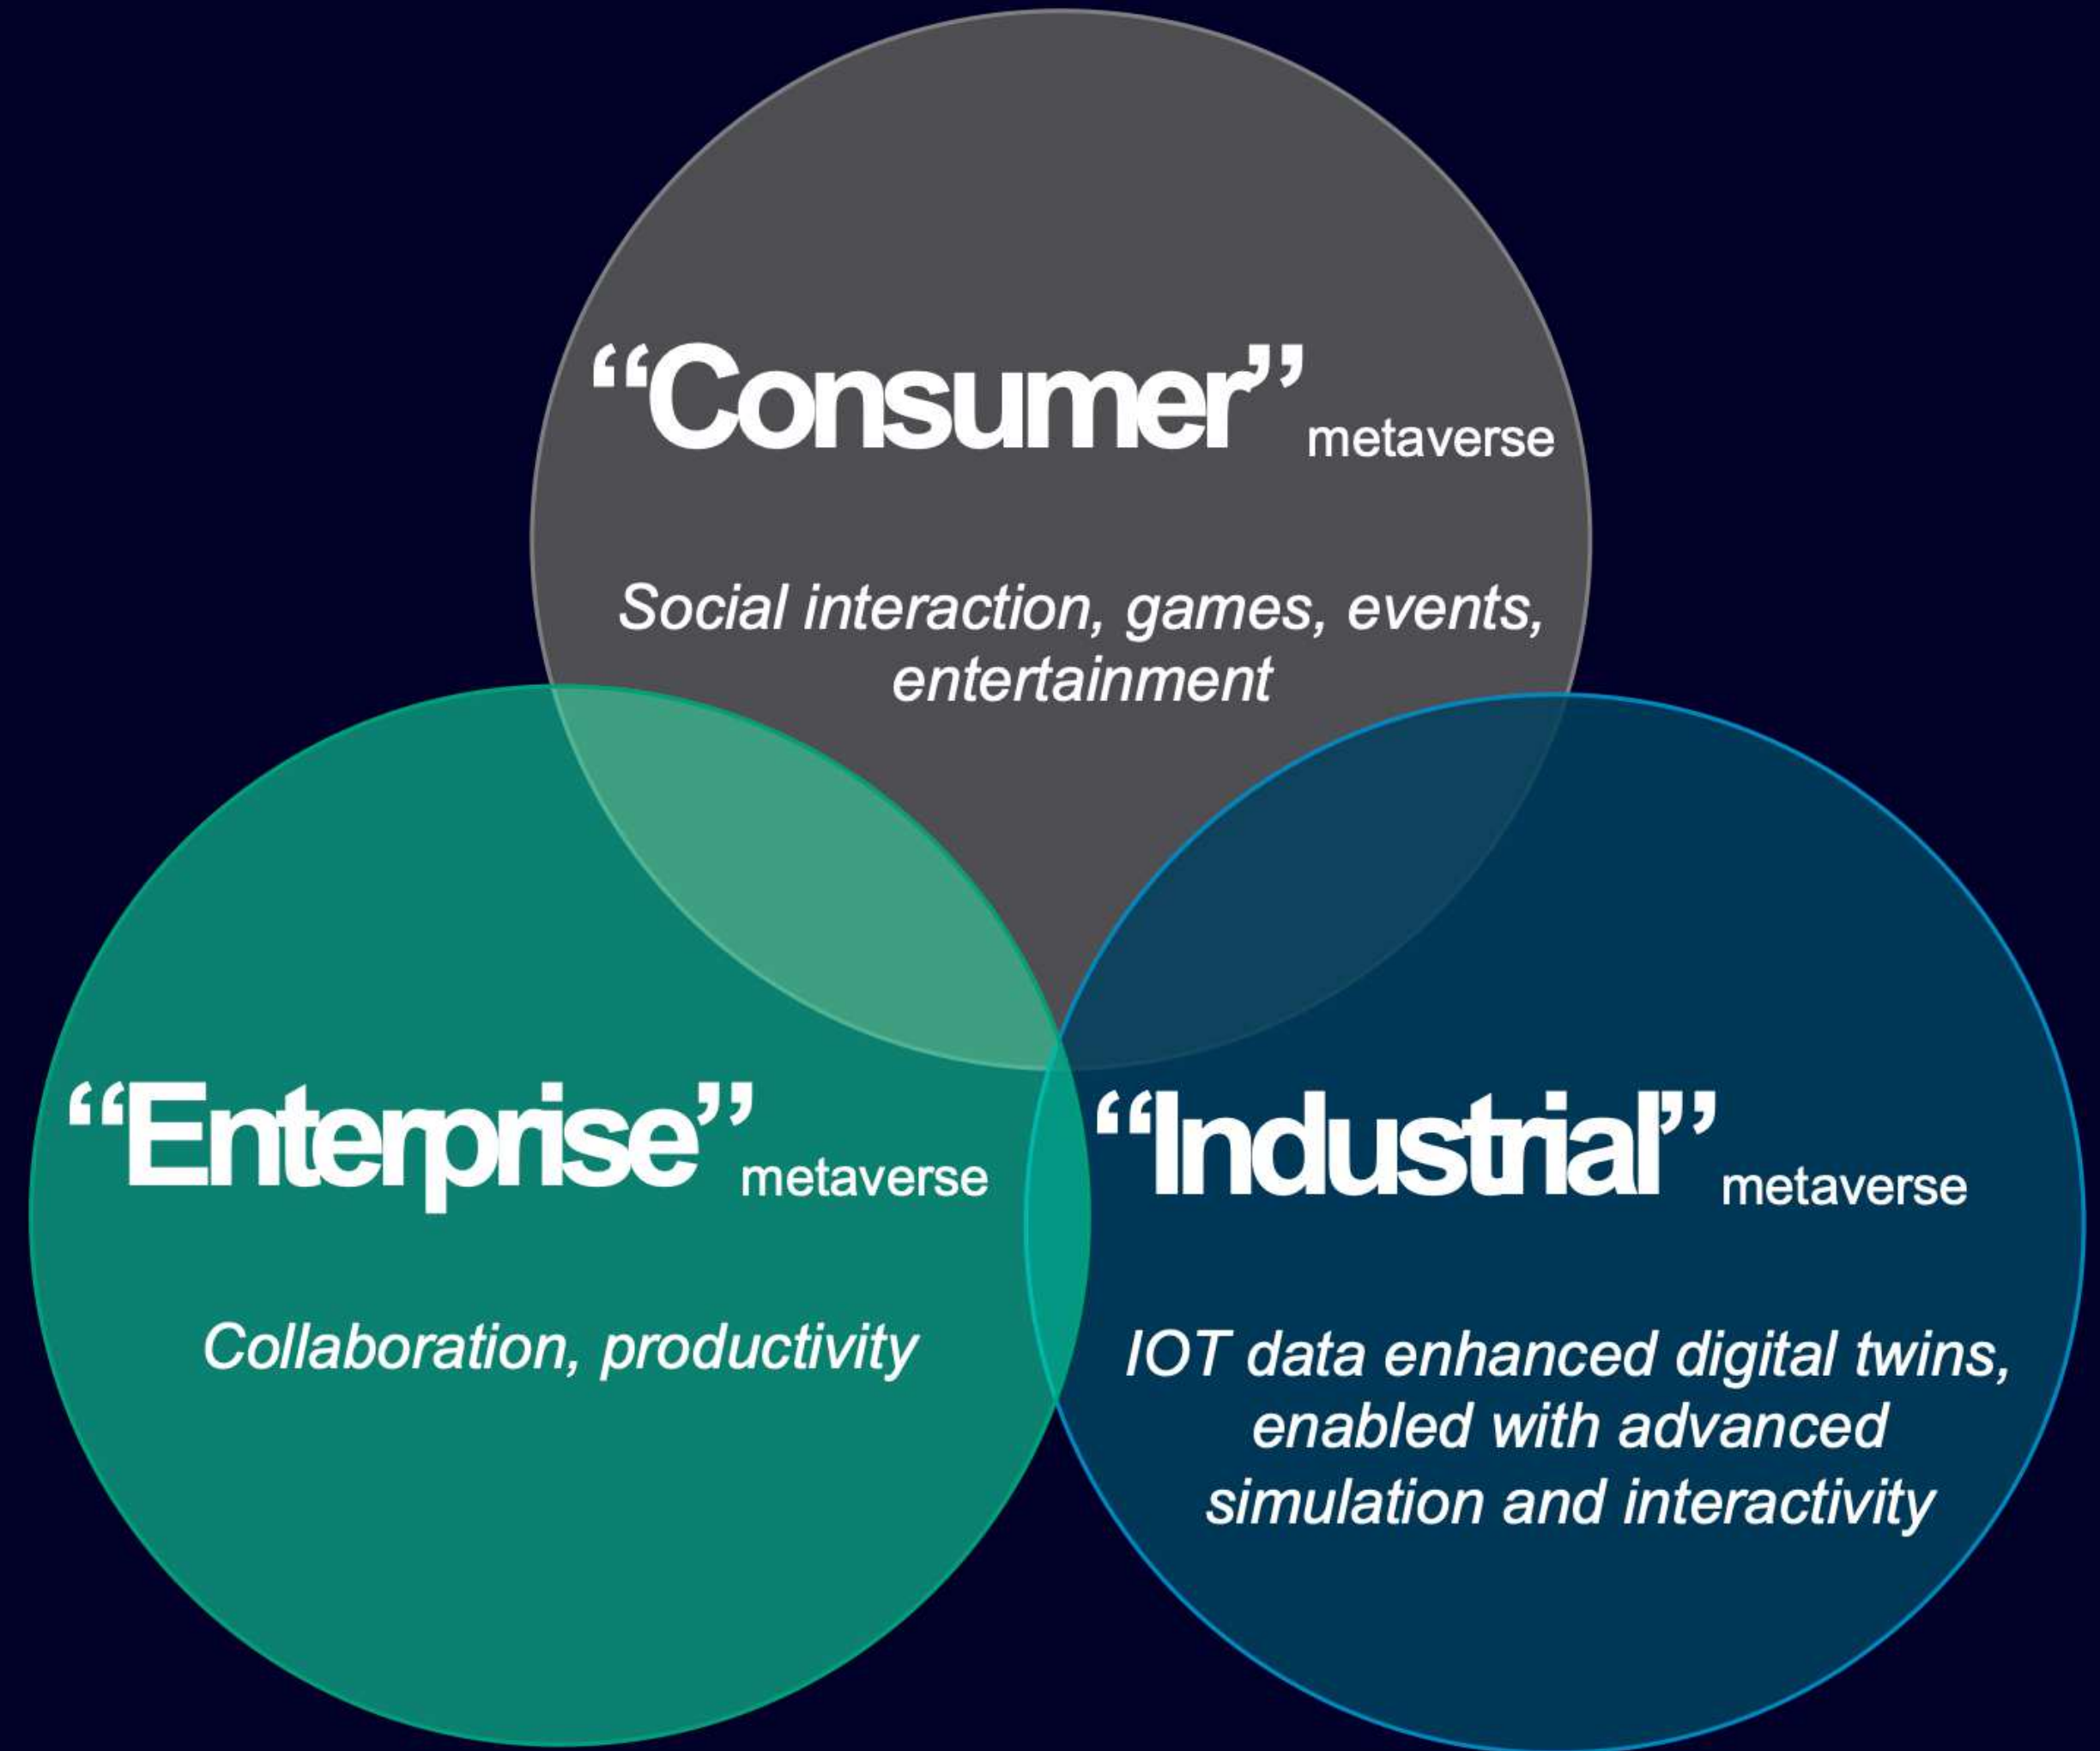 “Consumer” metaverse
Social interaction, games, events,
entertainment
“Enterprise” metaverse
Collaboration, productivity
“Industrial” metaverse
IOT data enhanced digital twins,
enabled with advanced
simulation and interactivity